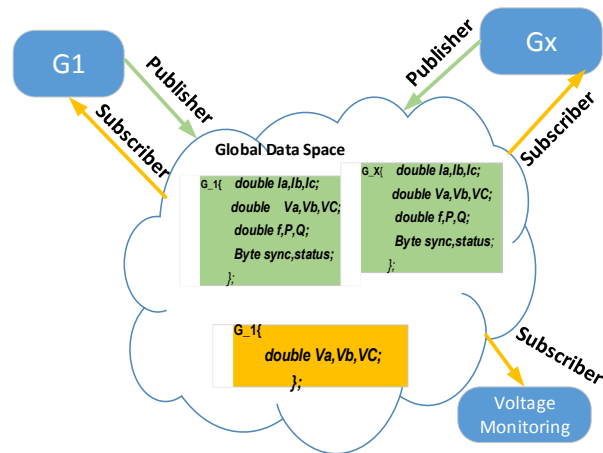 G1
Publisher
Subscriber
Publisher
Gx
Subscriber
Global Data Space
G_1{ double Ia,Ib,Ic;
double Va,Vb,VC;
double f,P,Q;
Byte sync,status;
};
G_X{ double Ia,Ib,Ic;
double Va,Vb,VC;
double f,P,Q;
Byte sync,status;
};
G_1{
double Va,Vb,VC;
};
Subscriber
Voltage
Monitoring